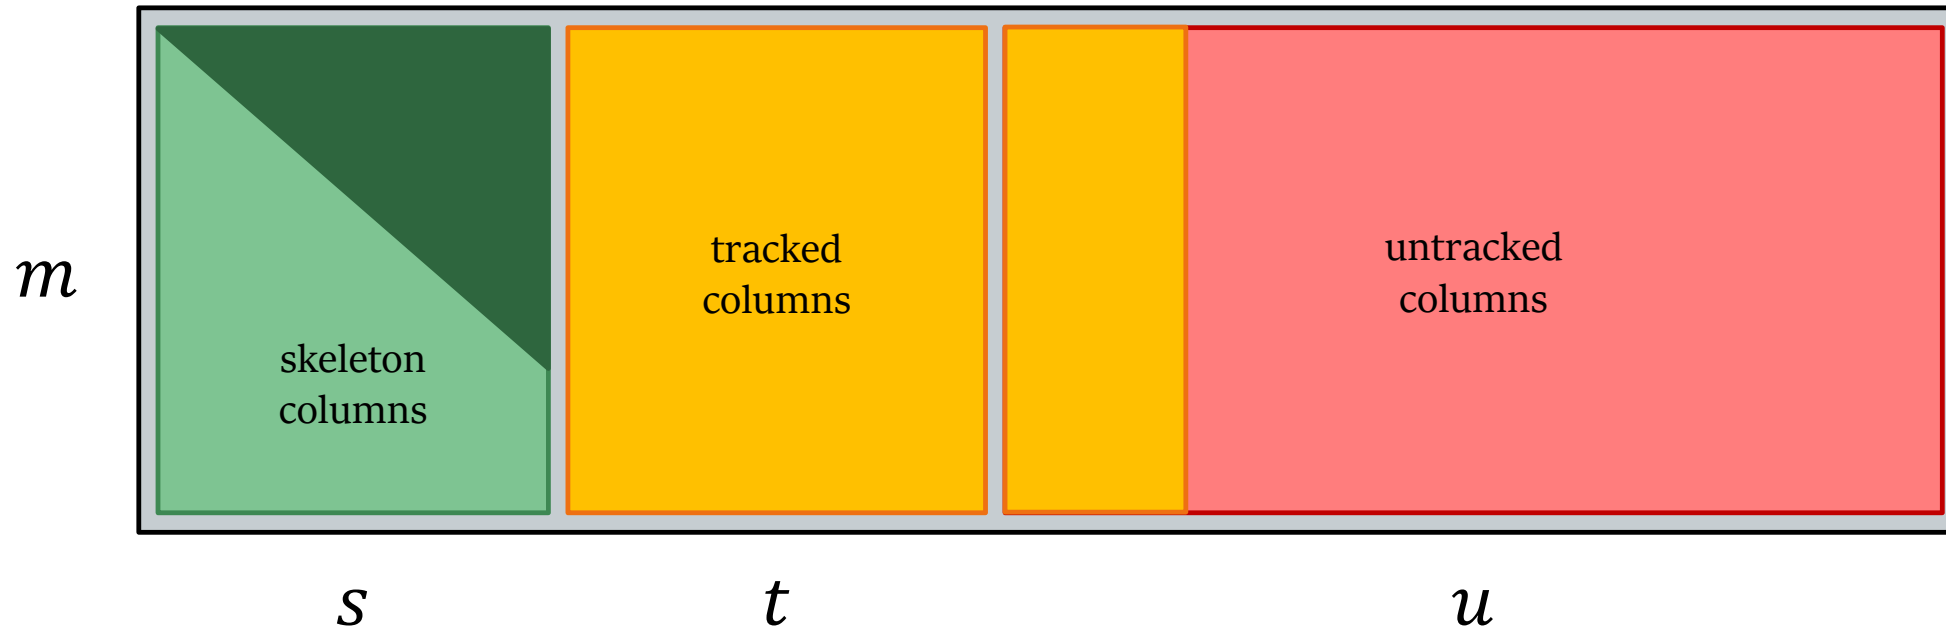 m
skeleton
columns
tracked
columns
untracked
columns
s
t
u